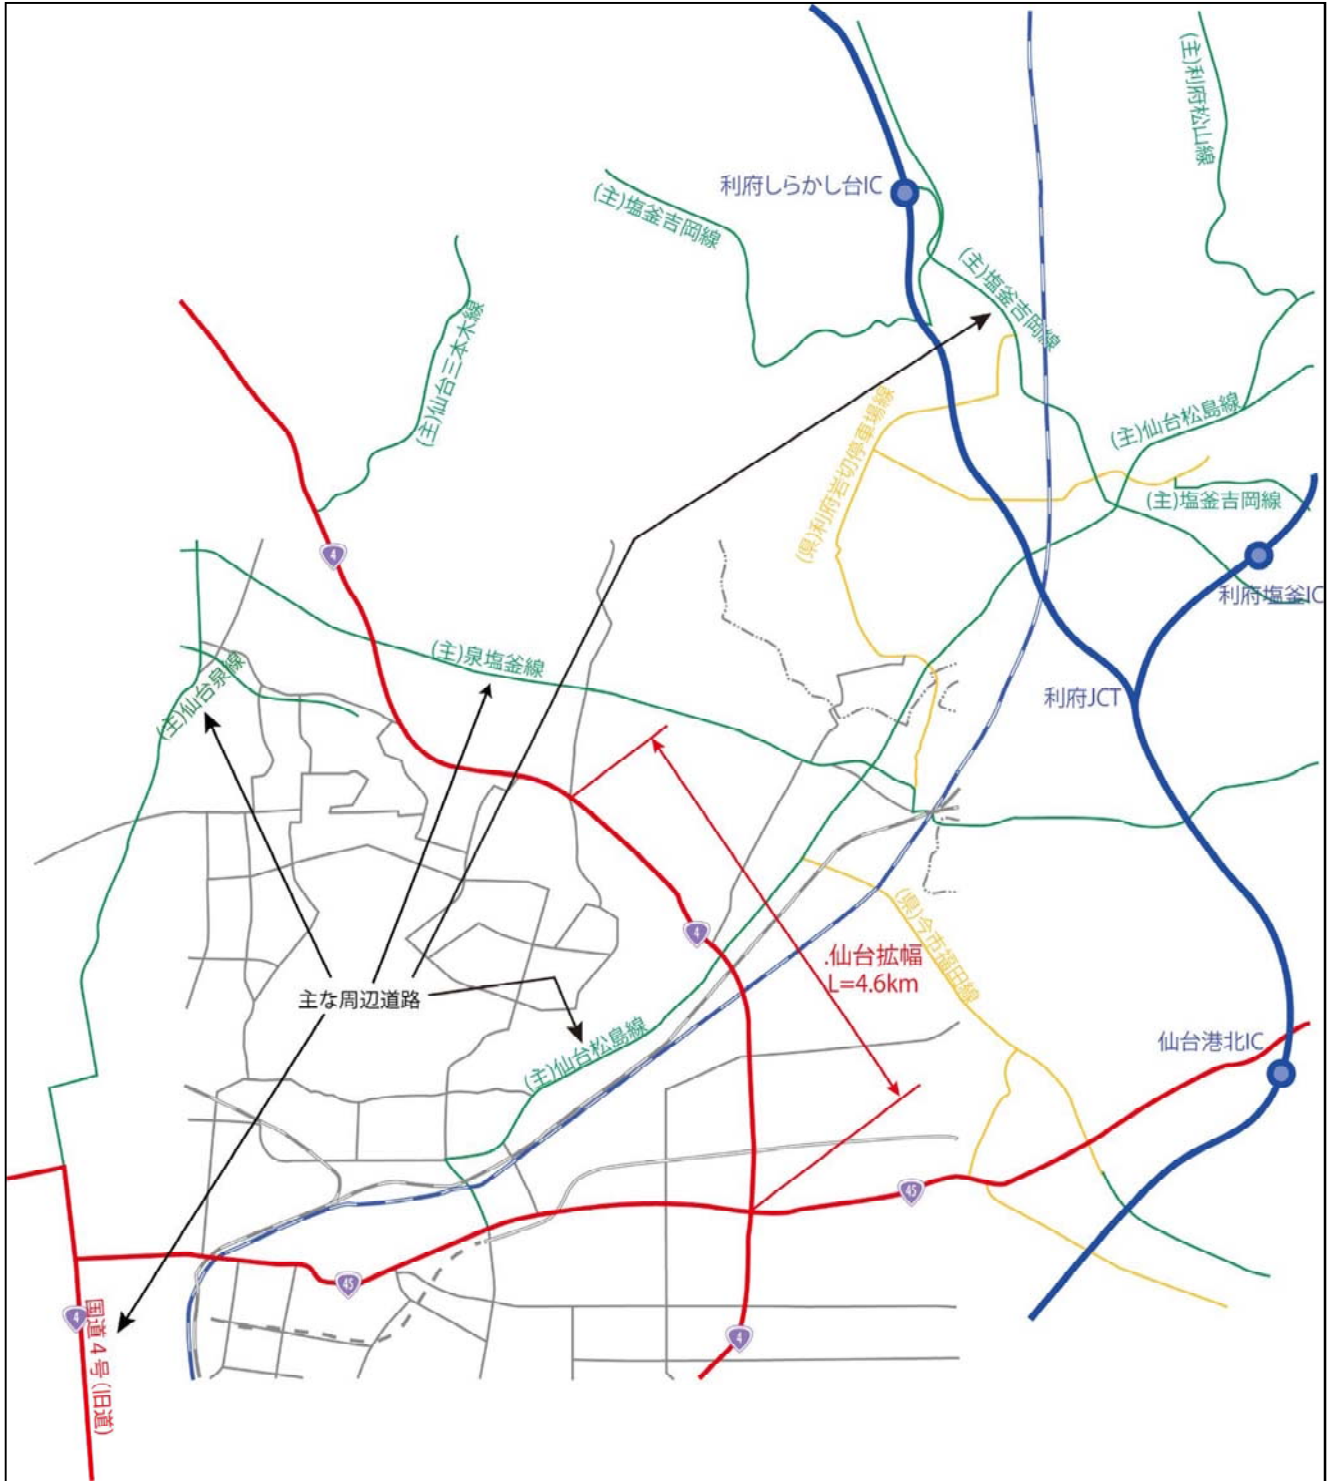 (主)利府松山線
利府しらかし台IC
(主)塩釜吉岡線
(主)塩釜吉岡線
(主)仙台三本木線
(県)利府岩切停車場線
(主)仙台松島線
(主)塩釜吉岡線
4
利府塩釜IC
(主)泉塩釜線
(主)仙台泉線
利府JCT
4
(県)今市福田線
.仙台拡幅
L=4.6km
主な周辺道路
(主)仙台松島線
仙台港北IC
45
45
4
国道4号(旧道)
4